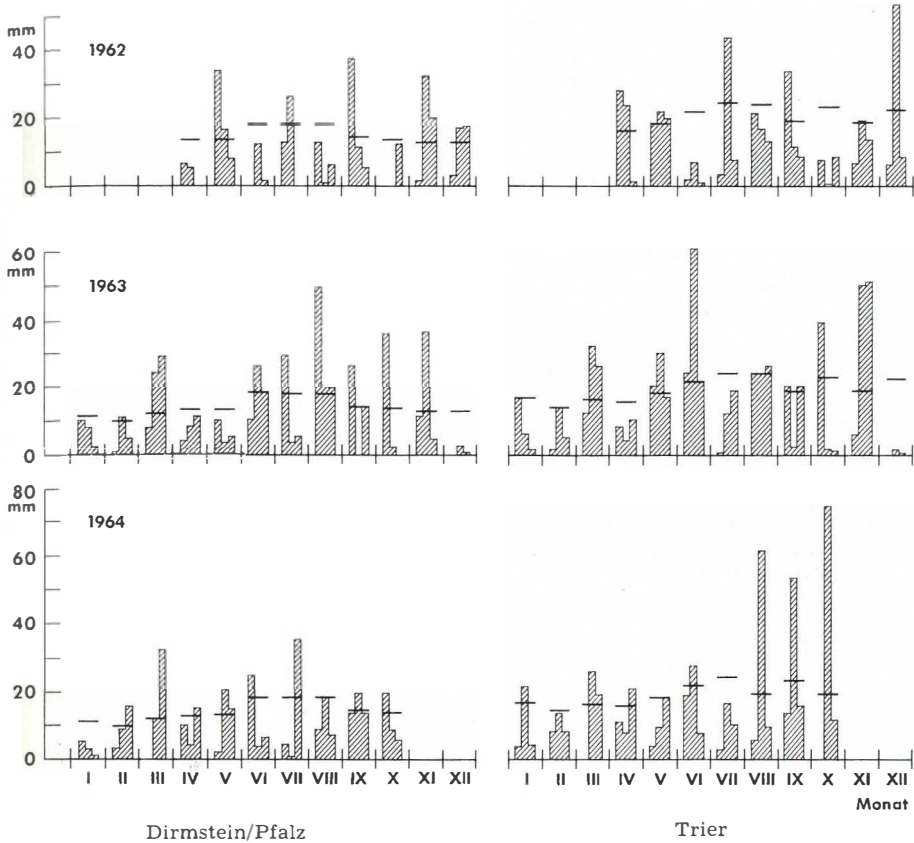 mm
40
1962
20
0
60
mm
1963
40
20
0
80
mm
1964
60
40
20
0
I II III IV V VI VII VIII IX X XI XII I II III IV V VI VII VIII IX X XI XII
Monat
Dirmstein/Pfalz Trier